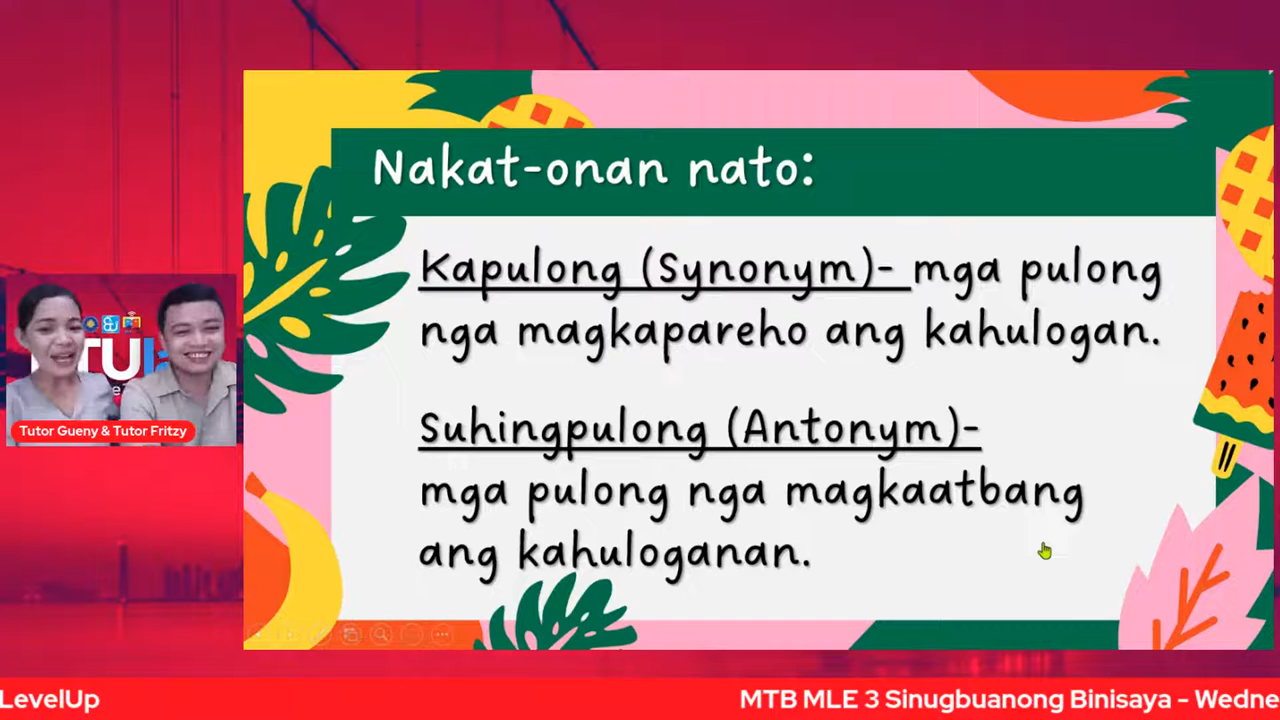 Nakat-onan nato:
Kapulong (Synonym)- mga pulong
nga magkapareho ang kahulogan.
Suhingpulong (Antonym)-
mga pulong nga magkaatbang
ang kahuloganan.
Tutor Gueny & Tutor Fritzy
LevelUp
MTB MLE 3 Sinugbuanong Binisaya - Wedne